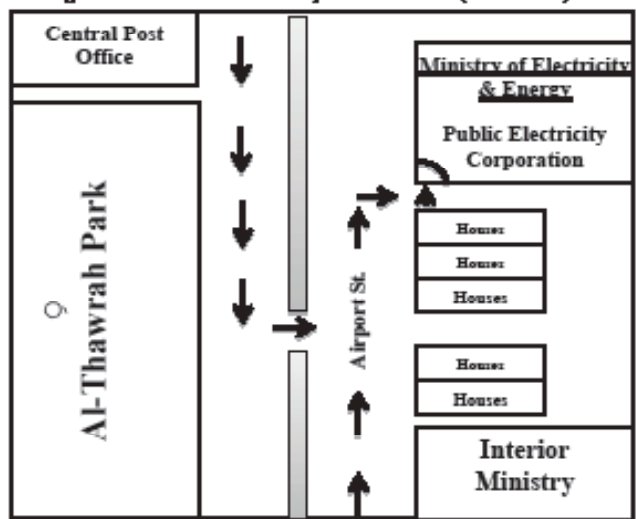 Central Post
Office
Ministry of Electricity
& Energy
Public Electricity
Corporation
Al-Thawrah Park
Airport St.
Houses
Houses
Houses
Houses
Houses
Interior
Ministry